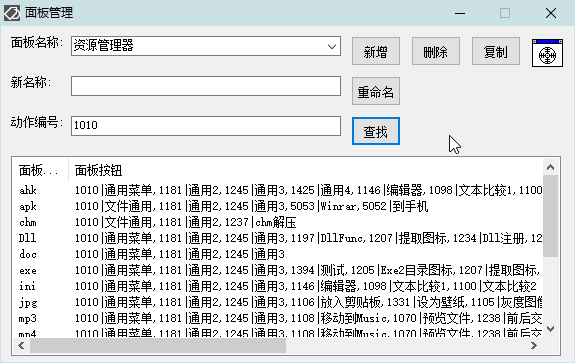 面板管理
面板名称: 资源管理器 新增 删除 复制
新名称: 重命名
动作编号: 1010 查找
面板... 面板按钮
ahk 1010|通用菜单,1181|通用2,1245|通用3,1425|通用4,1146|编辑器,1098|文本比较1,1100
apk 1010|文件通用,1181|通用2,1245|通用3,5053|Winrar,5052|到手机
chm 1010|文件通用,1181|通用2,1237|chm解压
Dll 1010|通用菜单,1181|通用2,1245|通用3,1197|DllFunc,1207|提取图标,1234|Dll注册,12
doc 1010|通用菜单,1181|通用2,1245|通用3
exe 1010|通用菜单,1181|通用2,1245|通用3,1394|测试,1205|Exe2目录图标,1207|提取图标
ini 1010|通用菜单,1181|通用2,1245|通用3,1146|编辑器,1098|文本比较1,1100|文本比较2
jpg 1010|通用菜单,1181|通用2,1245|通用3,1106|放入剪贴板,1331|设为壁纸,1105|灰度图像
mp3 1010|通用菜单,1181|通用2,1245|通用3,1108|移动到Music,1070|预览文件,1238|前后交
mp4 1010|通用菜单,1181|通用2,1245|通用3,1108|移动到Music,1070|预览文件,1238|前后交